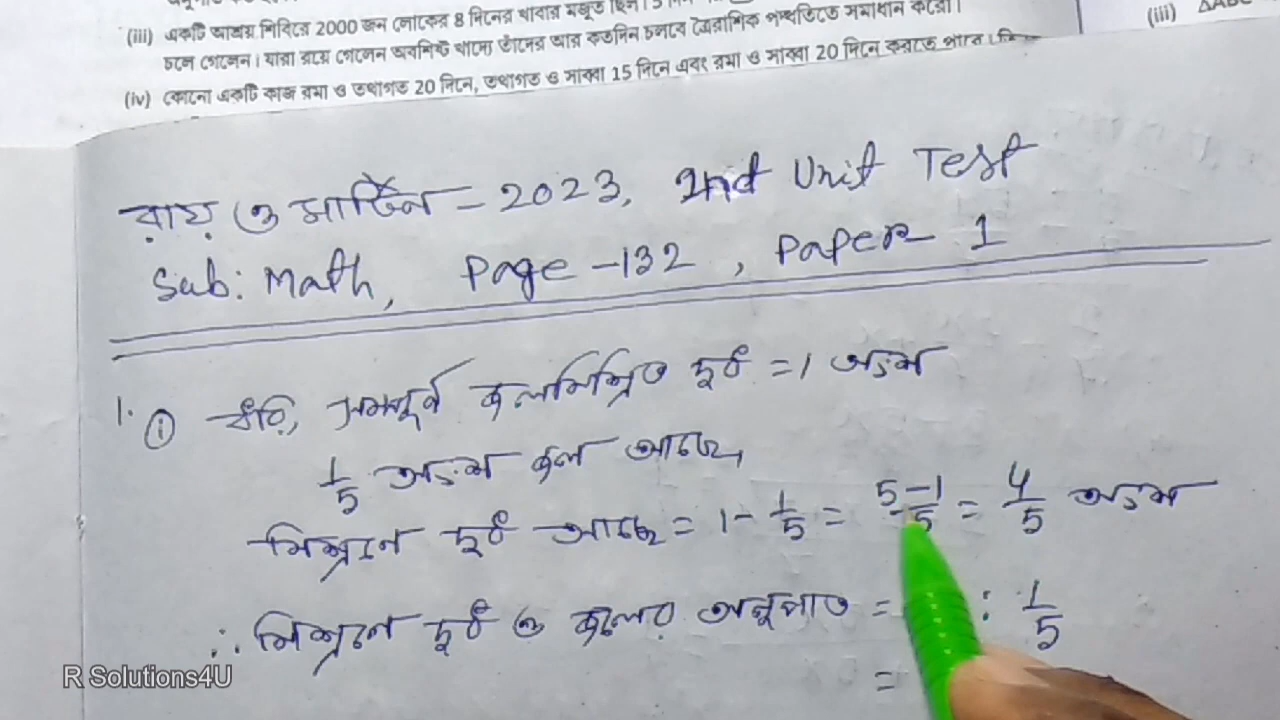 (iii) একটি আশ্রয় শিবিরে 2000 জন লোকের 8 দিনের খাবার মজুত ছিল।
চলে গেলেন। যারা রয়ে গেলেন অবশিষ্ট খাদ্যে তাঁদের আর কতদিন চলবে ত্রৈরাশিক পদ্ধতিতে সমাধান করো।
(iii) ΔABC
(iv) কোনো একটি কাজ রমা ও তথাগত 20 দিনে, তথাগত ও সাব্বা 15 দিনে এবং রমা ও সাব্বা 20 দিনে করতে পারে।
রায় ও মার্টিন – 2023, 2nd Unit Test
Sub: Math, Page –132, Paper 1
1. (i) ধরি, সম্পূর্ণ জলমিশ্রিত দুধ = 1 অংশ
1/5 অংশ জল আছে,
মিশ্রণে দুধ আছে = 1 – 1/5 = 5–1/5 = 4/5 অংশ
∴ মিশ্রণে দুধ ও জলের অনুপাত = : 1/5
=
R Solutions4U